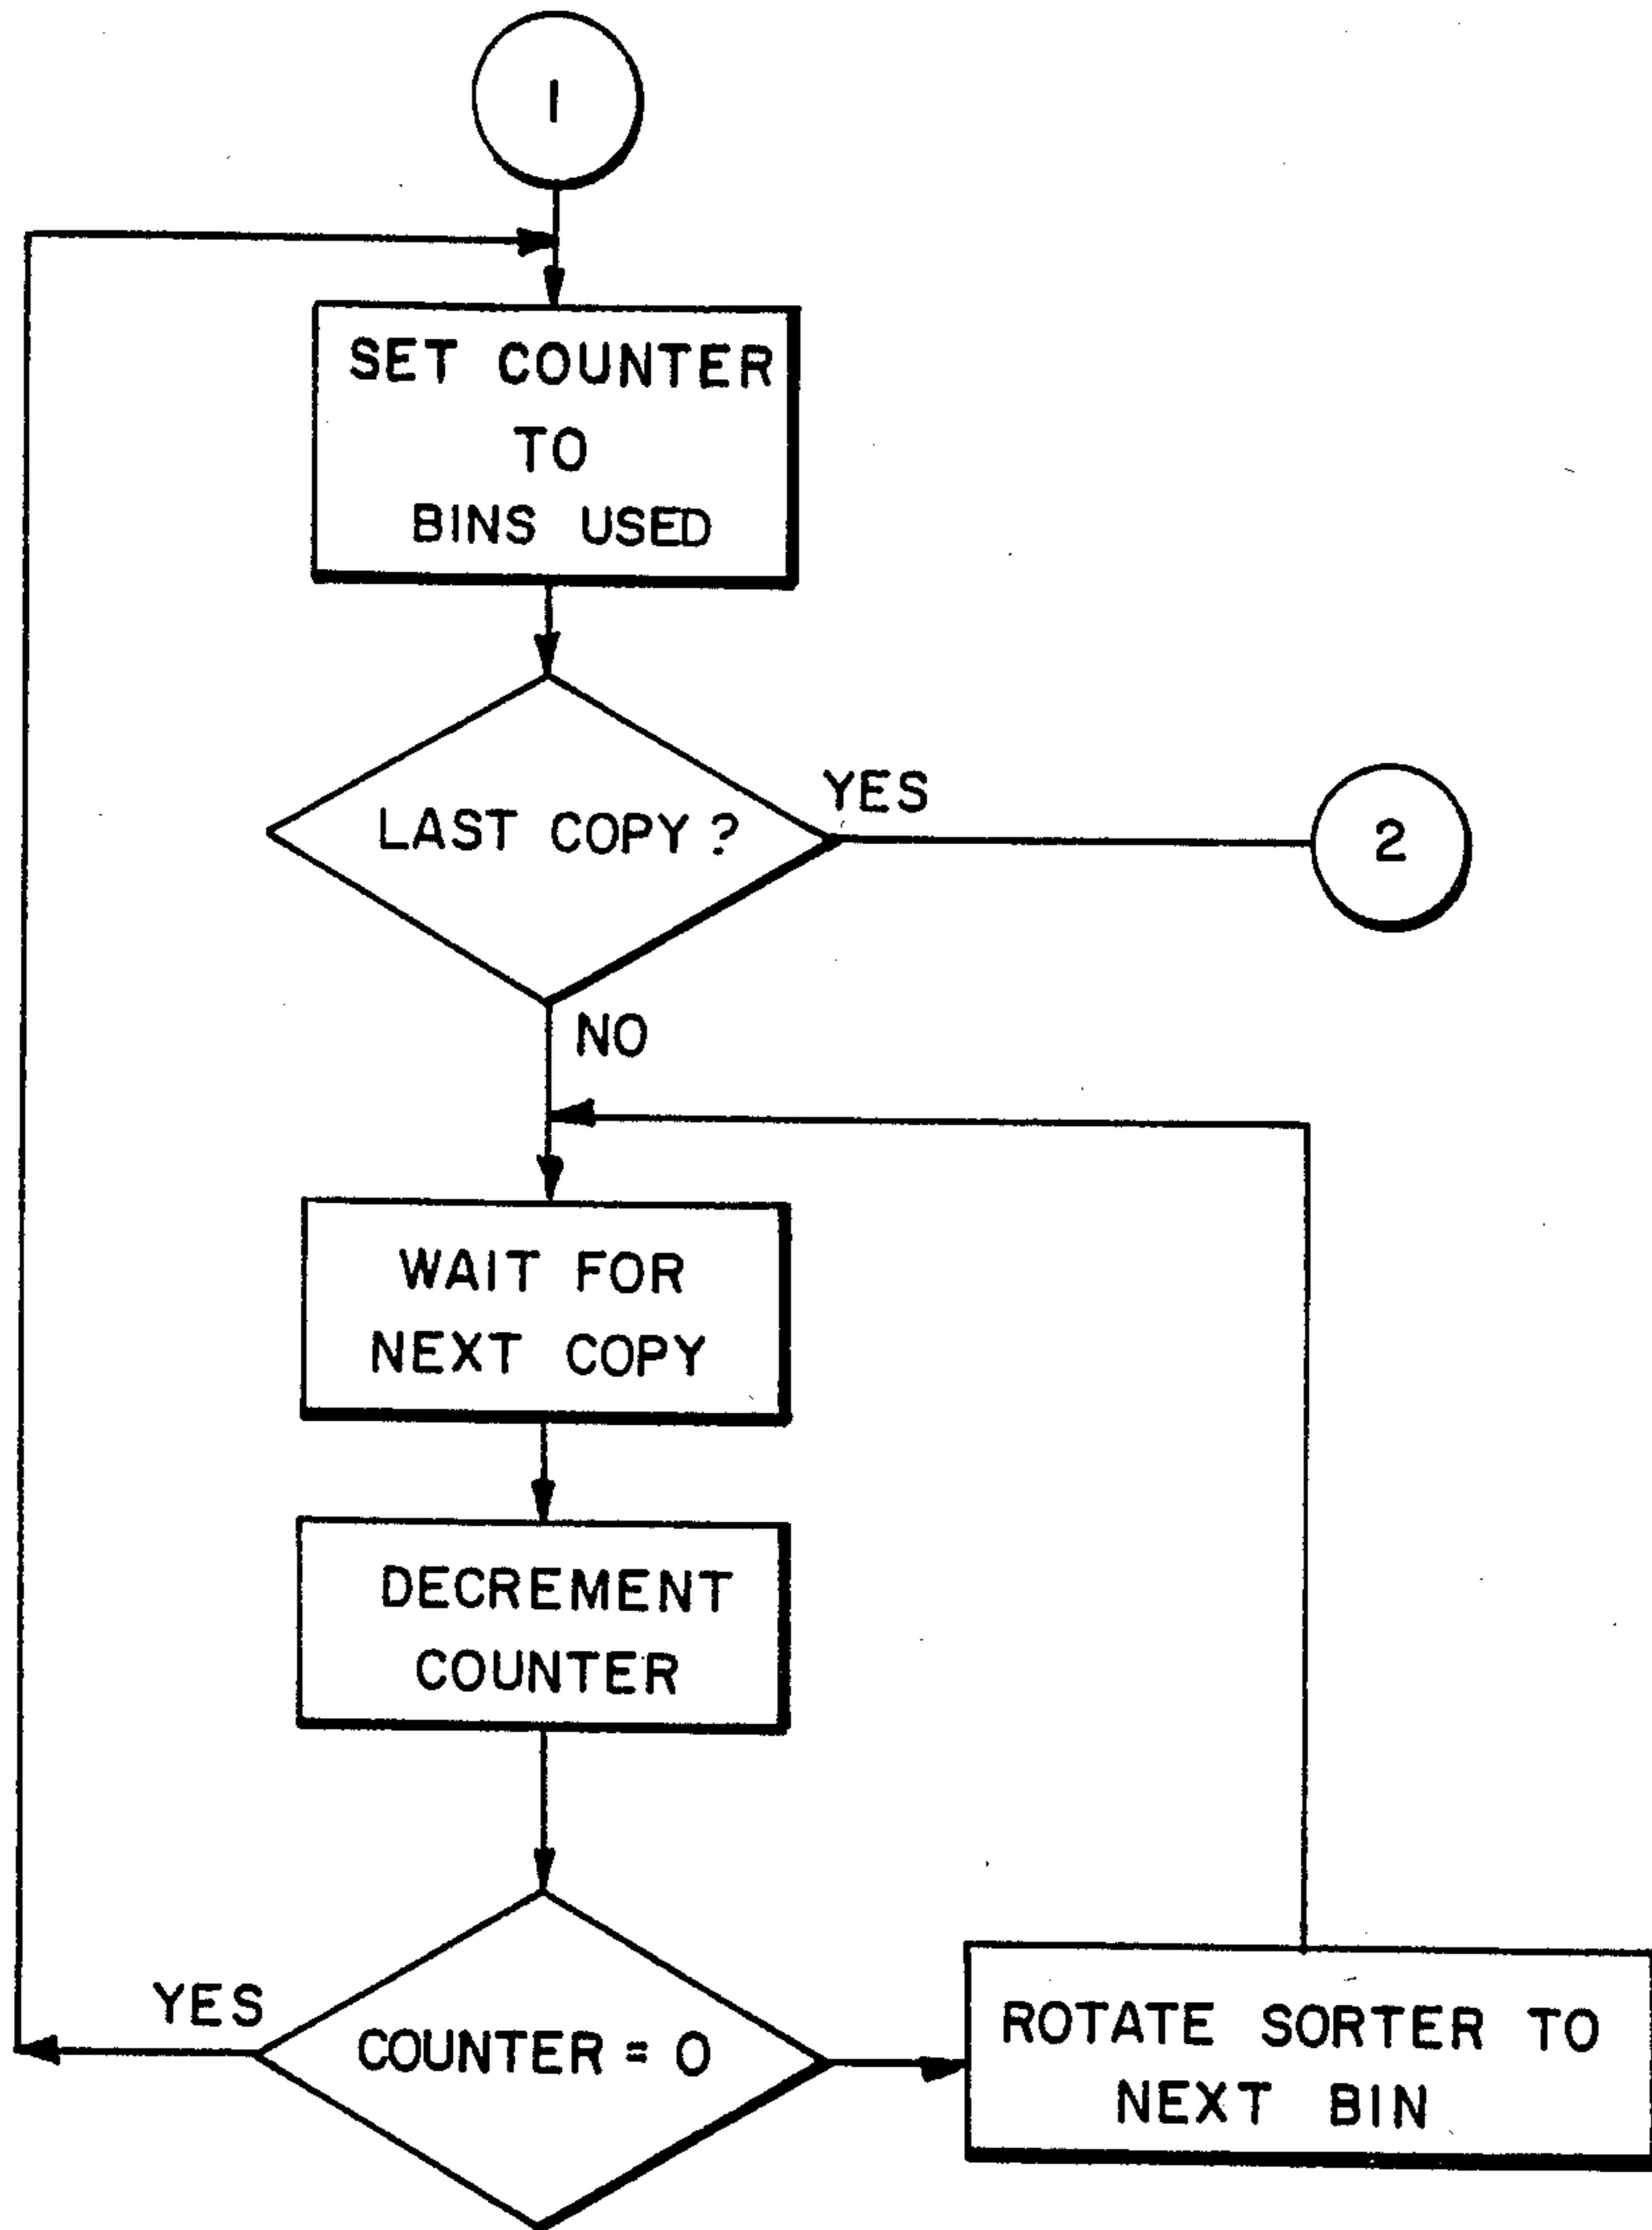 1
SET COUNTER
TO
BINS USED
LAST COPY?
YES
2
NO
WAIT FOR
NEXT COPY
DECREMENT
COUNTER
YES
COUNTER = 0
ROTATE SORTER TO
NEXT BIN